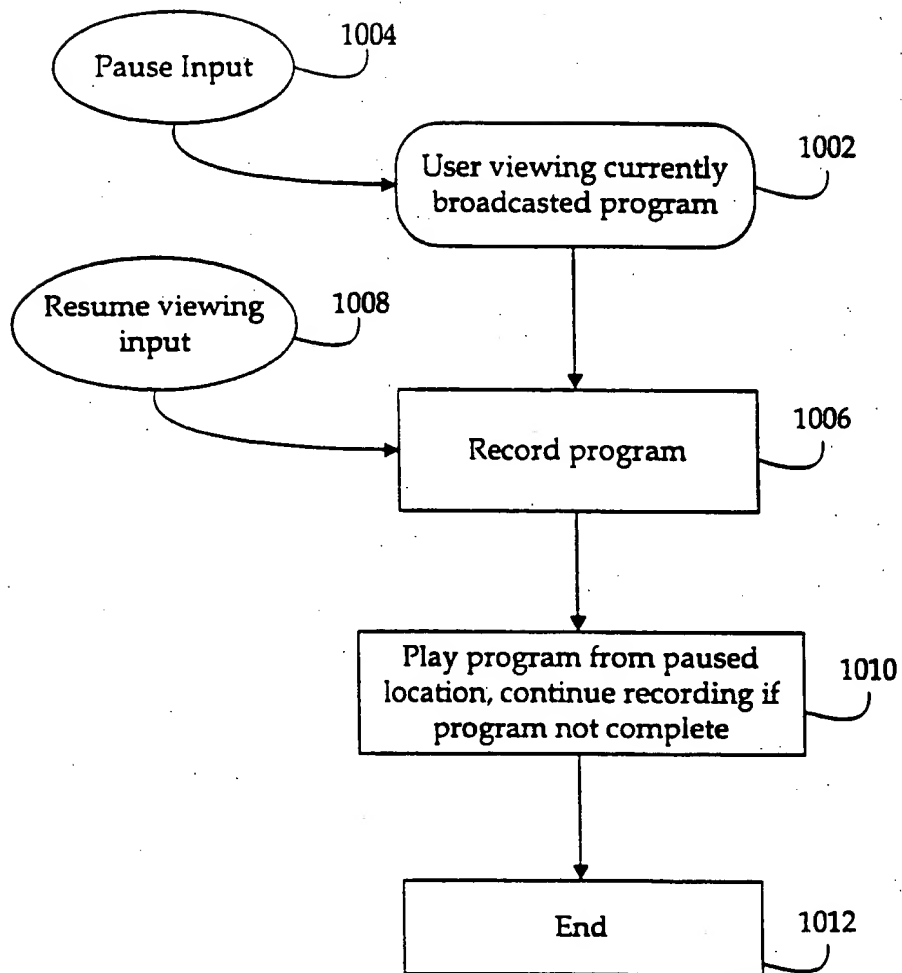 1004
Pause Input
1002
User viewing currently
broadcasted program
1008
Resume viewing
input
1006
Record program
1010
Play program from paused
location, continue recording if
program not complete
End
1012